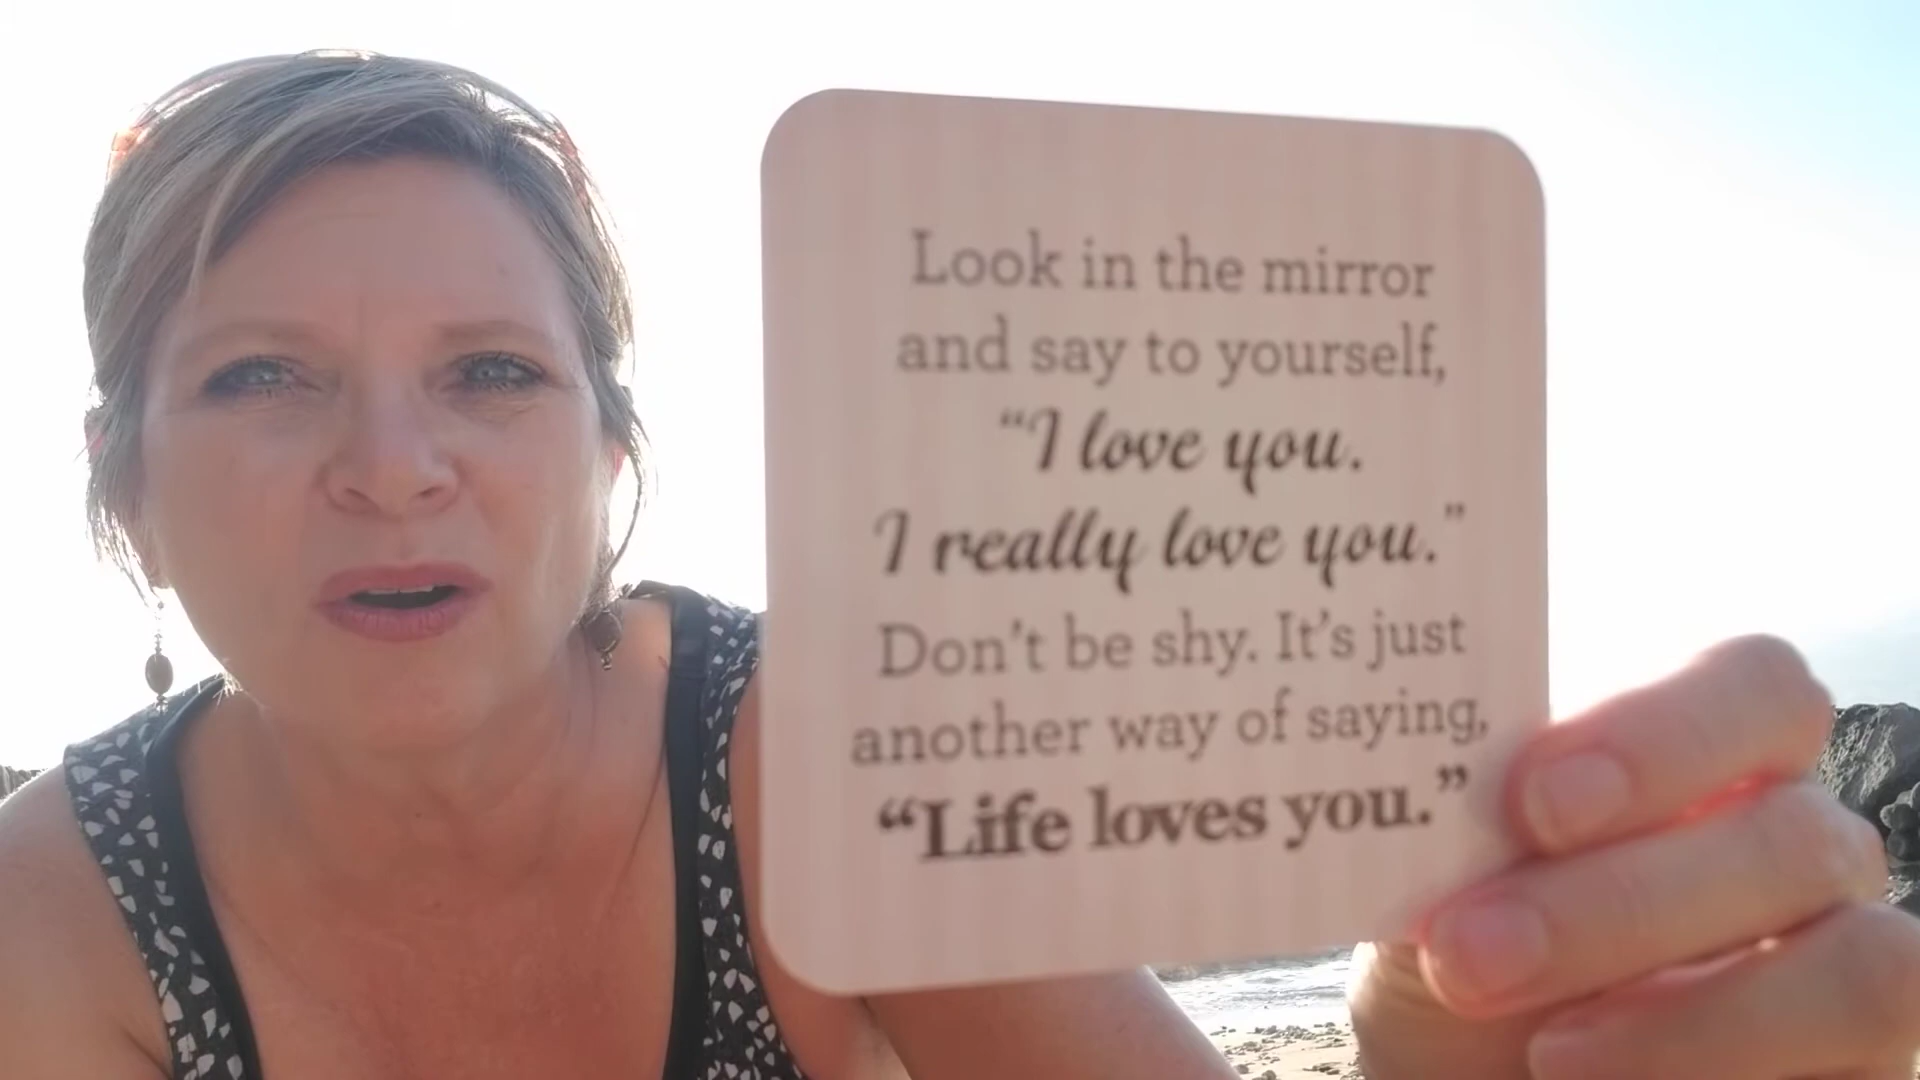 Look in the mirror
and say to yourself,
“I love you.
I really love you.”
Don’t be shy. It’s just
another way of saying,
“Life loves you.”